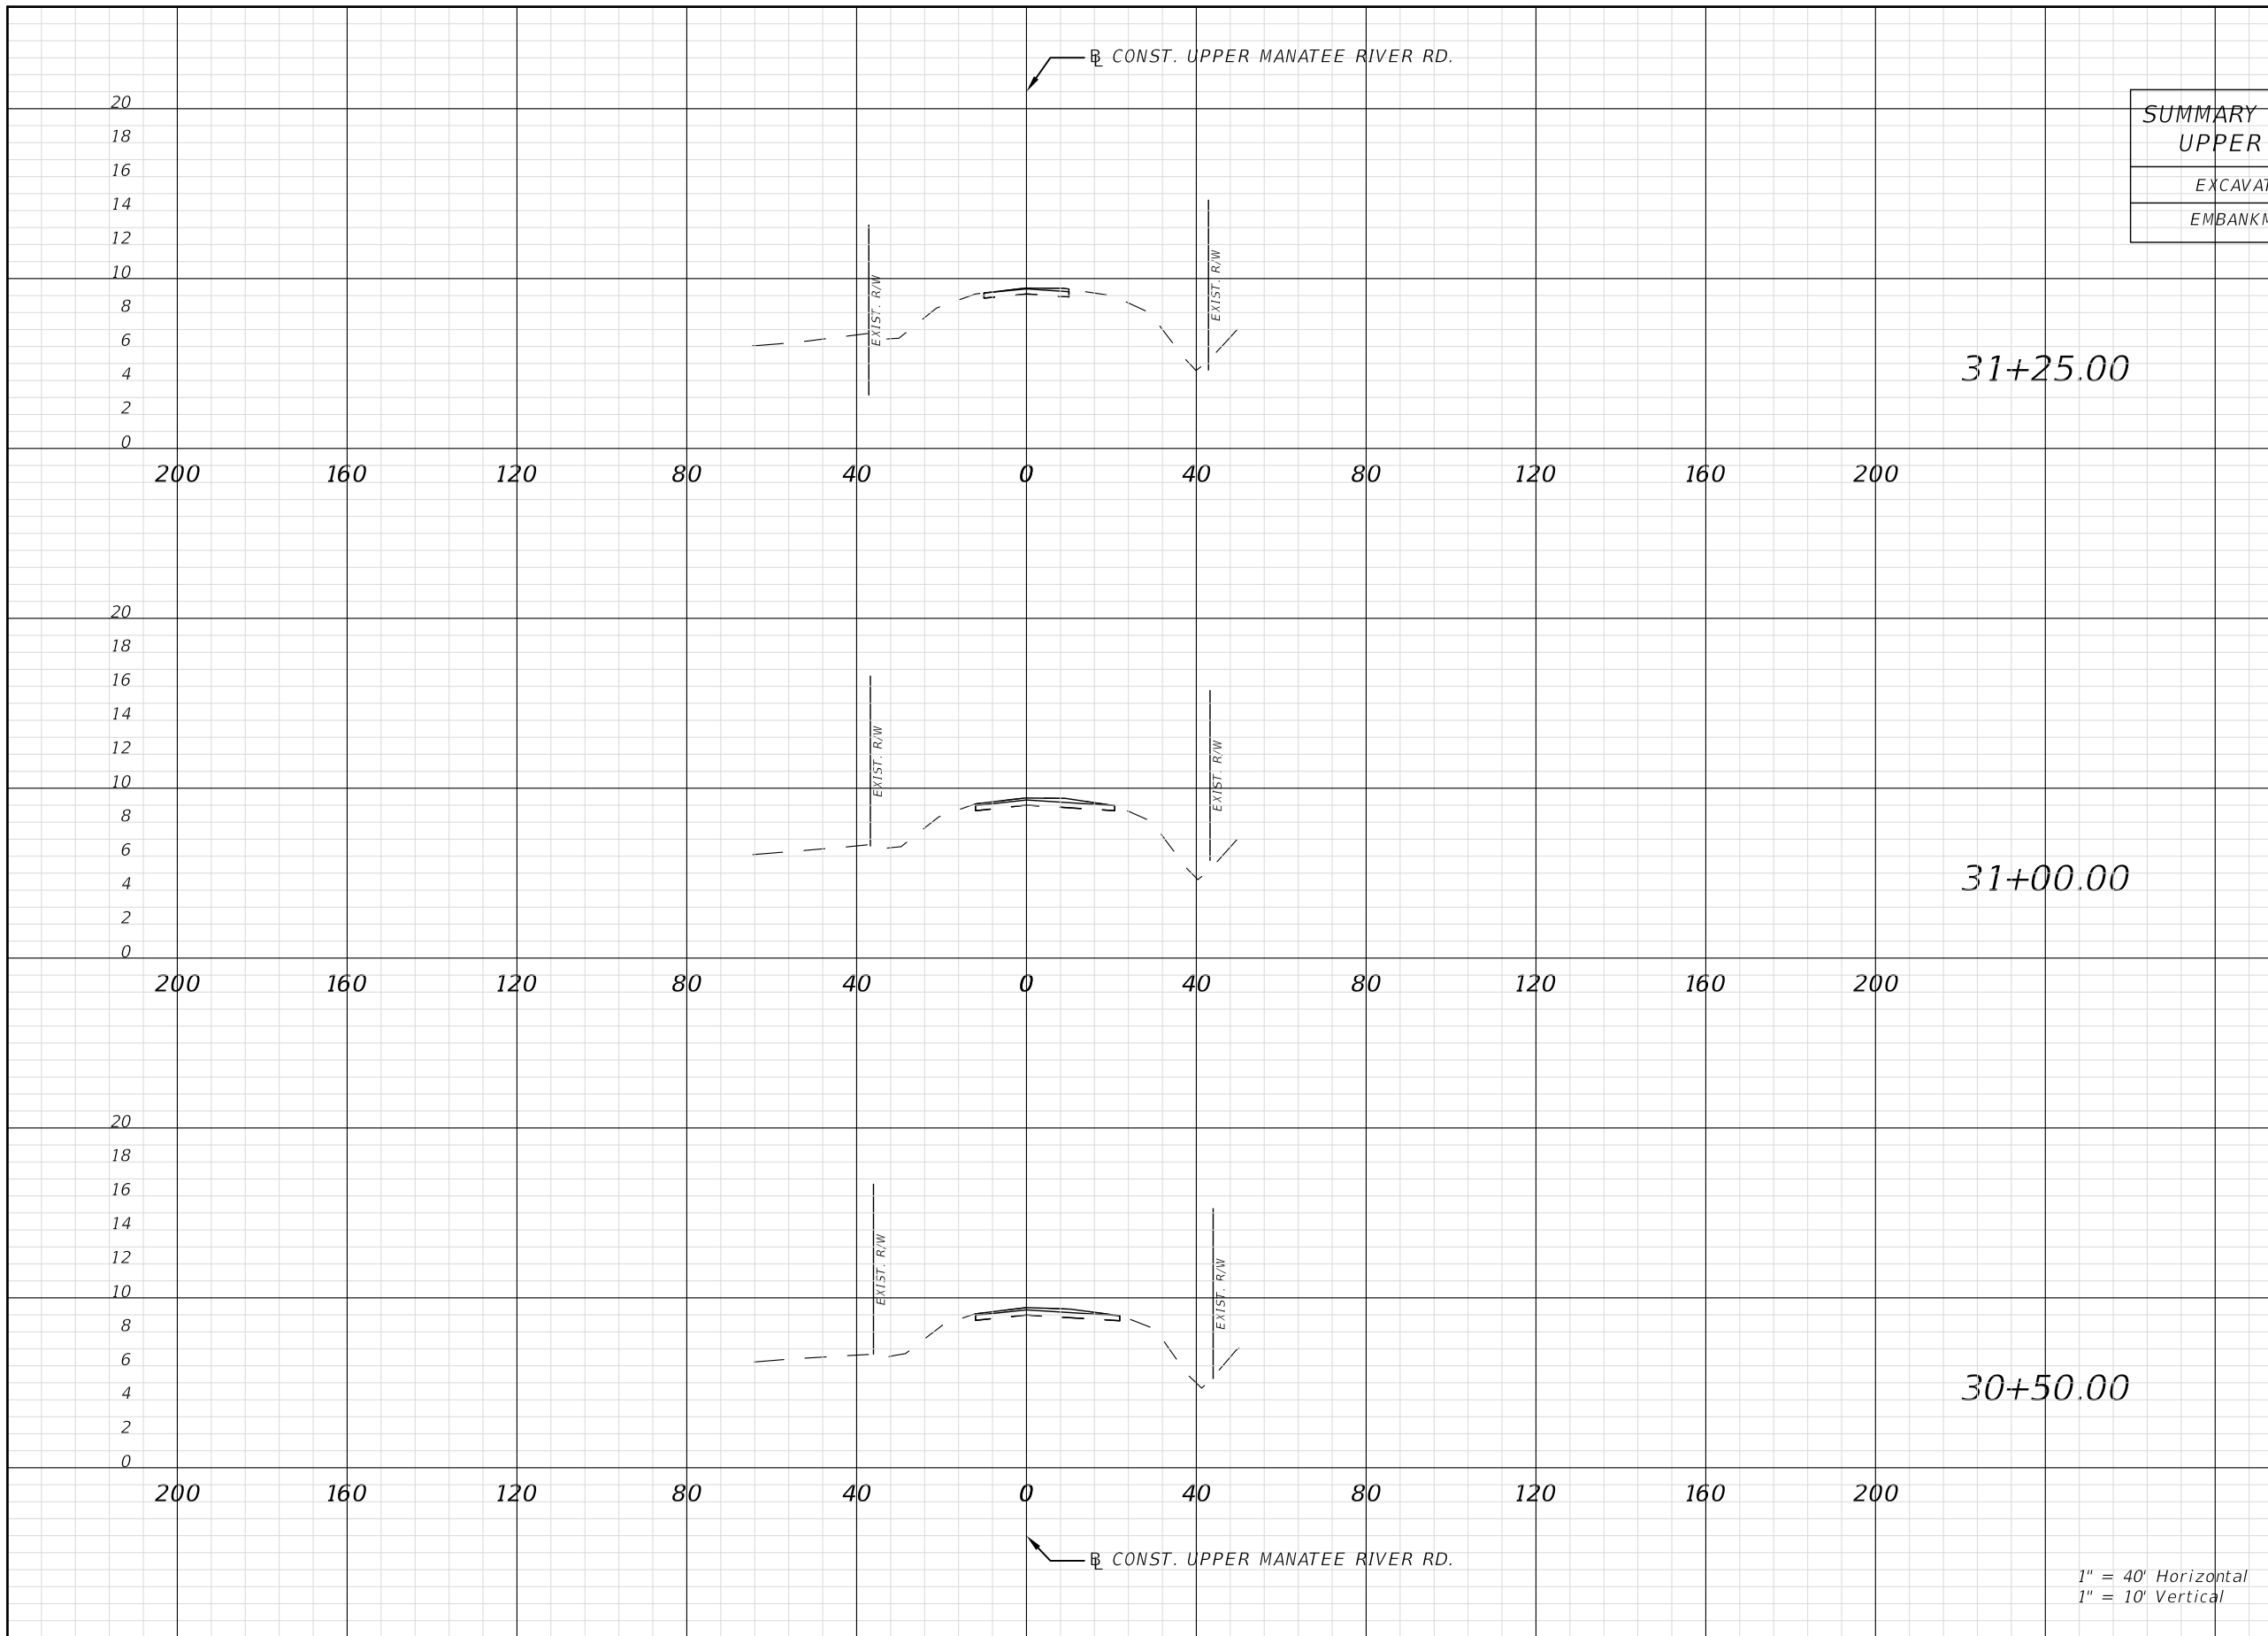 ℄ CONST. UPPER MANATEE RIVER RD.
SUMMARY
UPPER
EXCAVAT
EMBANKM
20
18
16
14
12
10
8
6
4
2
0
EXIST. R/W
EXIST. R/W
31+25.00
200 160 120 80 40 0 40 80 120 160 200
20
18
16
14
12
10
8
6
4
2
0
EXIST. R/W
EXIST. R/W
31+00.00
200 160 120 80 40 0 40 80 120 160 200
20
18
16
14
12
10
8
6
4
2
0
EXIST. R/W
EXIST. R/W
30+50.00
200 160 120 80 40 0 40 80 120 160 200
℄ CONST. UPPER MANATEE RIVER RD.
1" = 40' Horizontal
1" = 10' Vertical